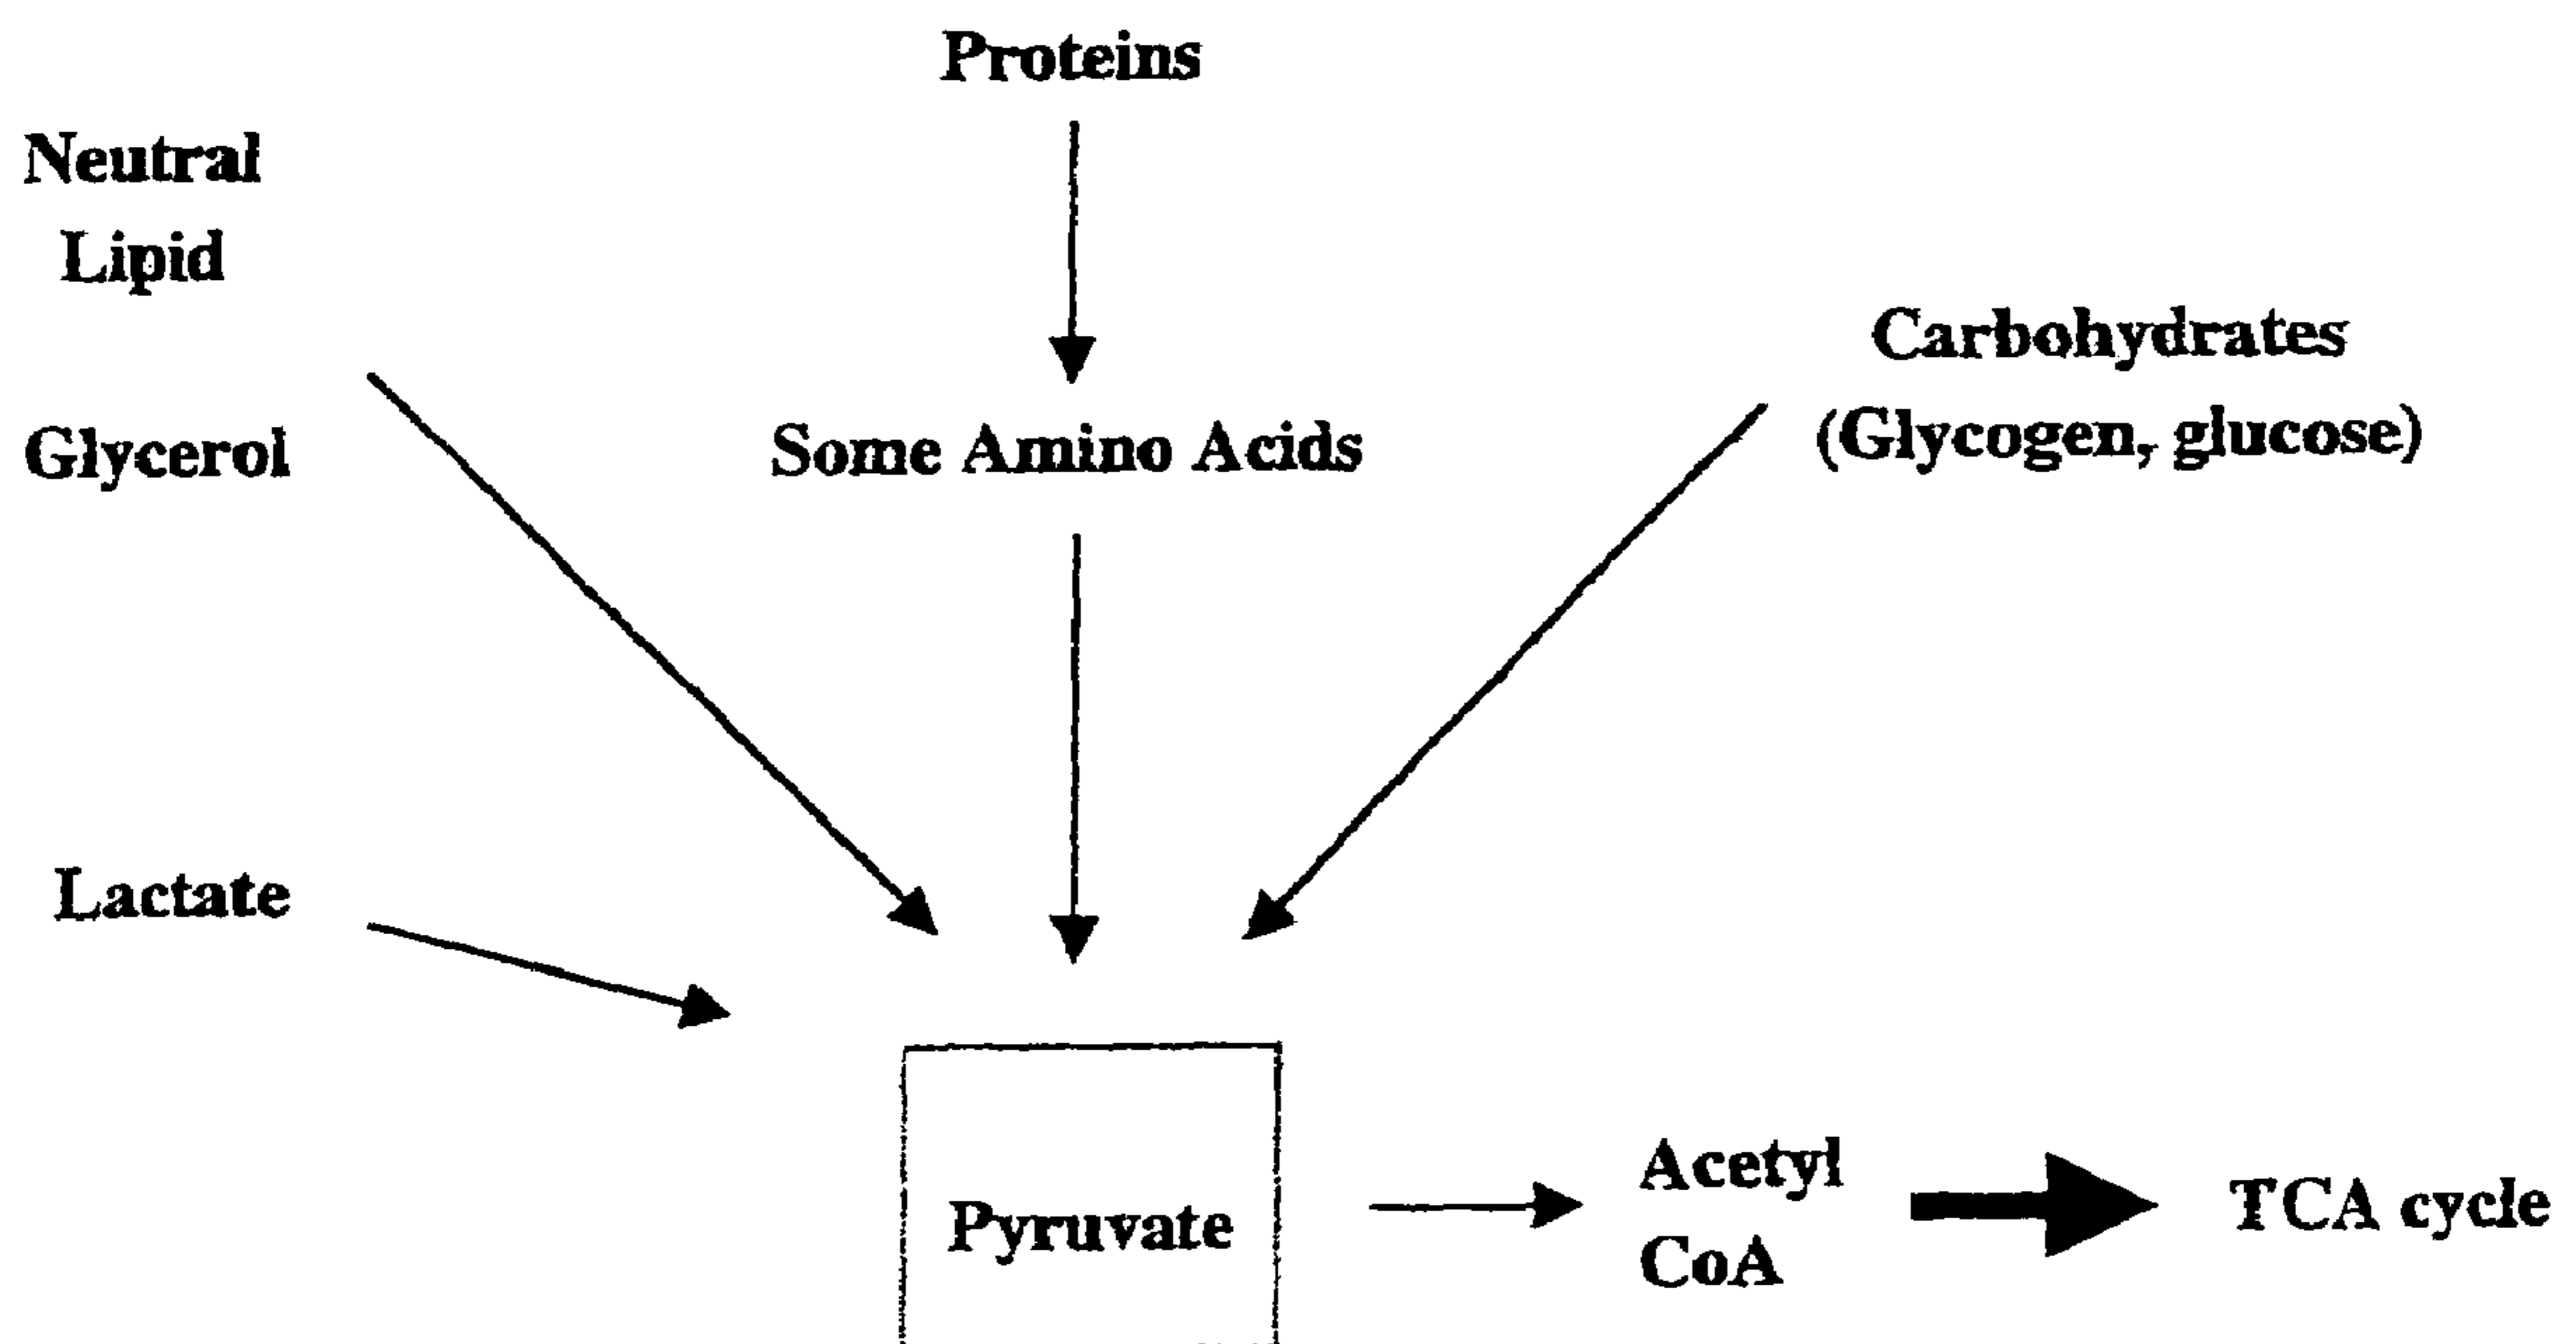 Proteins
Neutral
Lipid
Carbohydrates
(Glycogen, glucose)
Glycerol
Some Amino Acids
Lactate
Pyruvate
Acetyl
CoA
TCA cycle